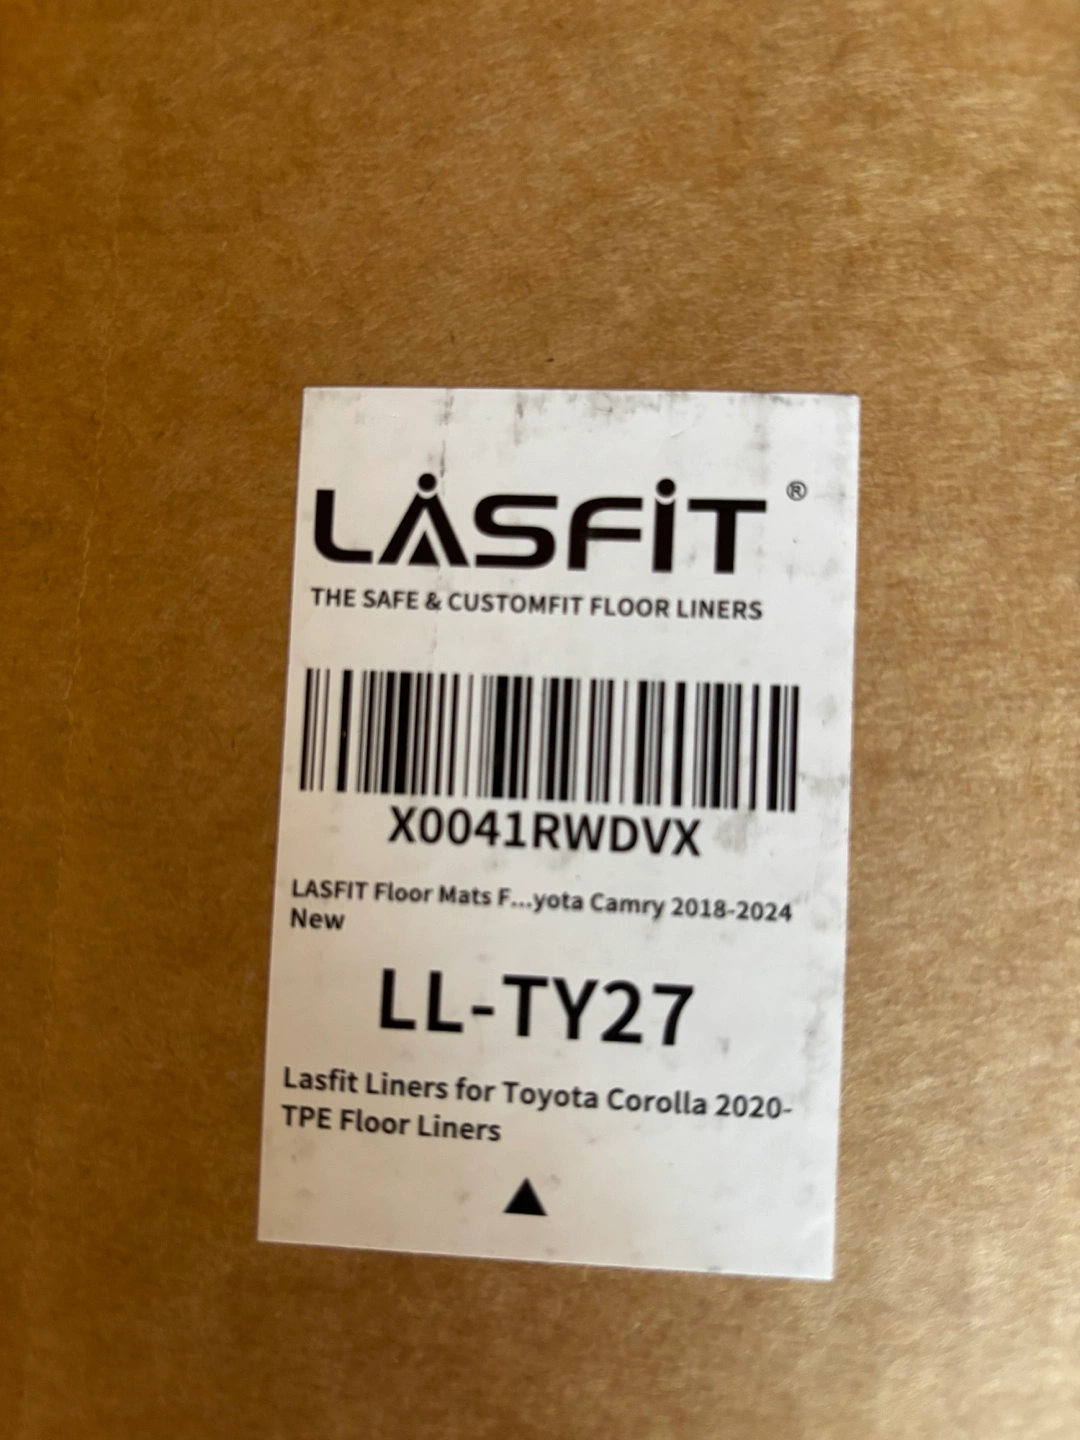 LASFIT ®
THE SAFE & CUSTOMFIT FLOOR LINERS
X0041RWDVX
LASFIT Floor Mats F...yota Camry 2018-2024
New
LL-TY27
Lasfit Liners for Toyota Corolla 2020-
TPE Floor Liners